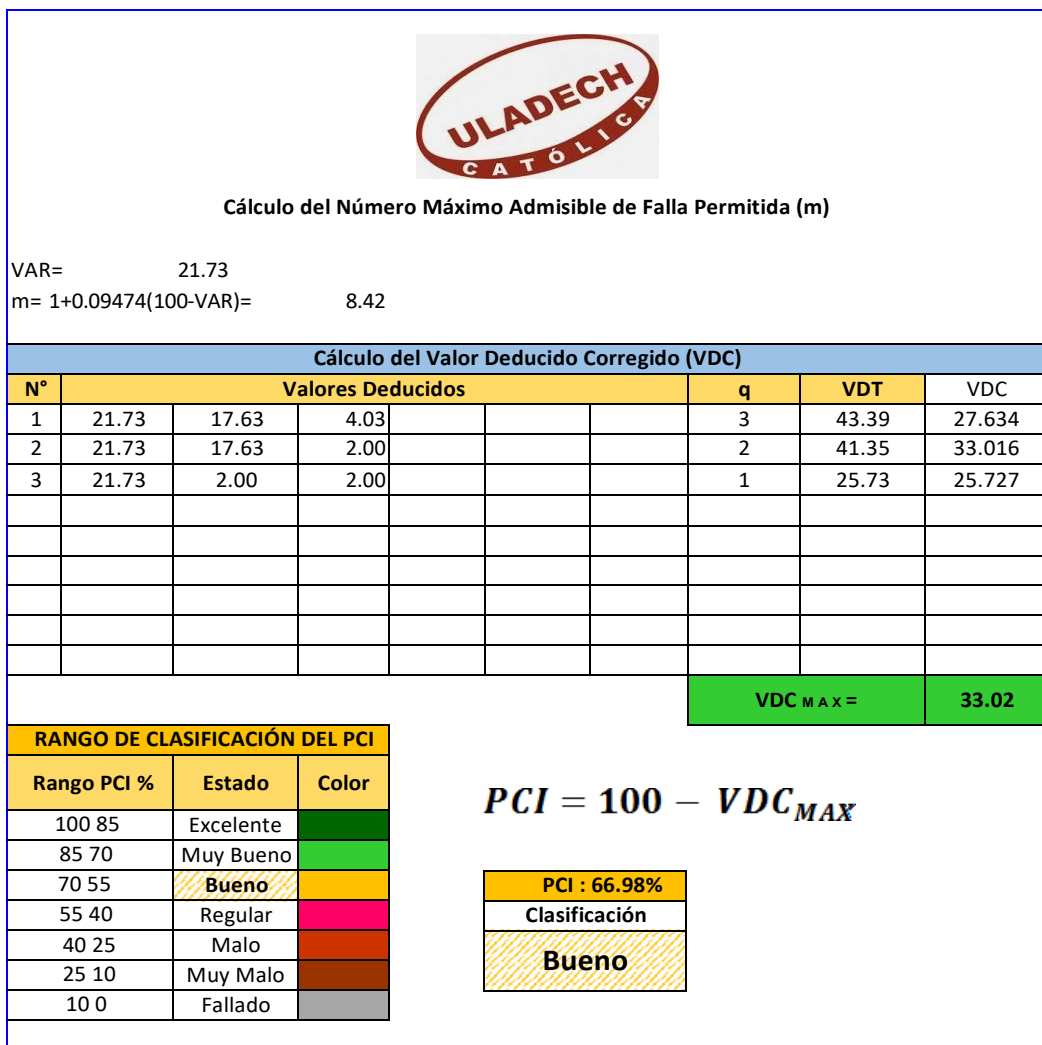 ULADECH
CATÓLICA
Cálculo del Número Máximo Admisible de Falla Permitida (m)
VAR= 21.73
m= 1+0.09474(100-VAR)= 8.42
Cálculo del Valor Deducido Corregido (VDC)
N° Valores Deducidos q VDT VDC
1 21.73 17.63 4.03 3 43.39 27.634
2 21.73 17.63 2.00 2 41.35 33.016
3 21.73 2.00 2.00 1 25.73 25.727
VDC MAX = 33.02
RANGO DE CLASIFICACIÓN DEL PCI
Rango PCI % Estado Color
100 85 Excelente
85 70 Muy Bueno
70 55 Bueno
55 40 Regular
40 25 Malo
25 10 Muy Malo
10 0 Fallado
PCI = 100 − VDC MAX
PCI : 66.98%
Clasificación
Bueno